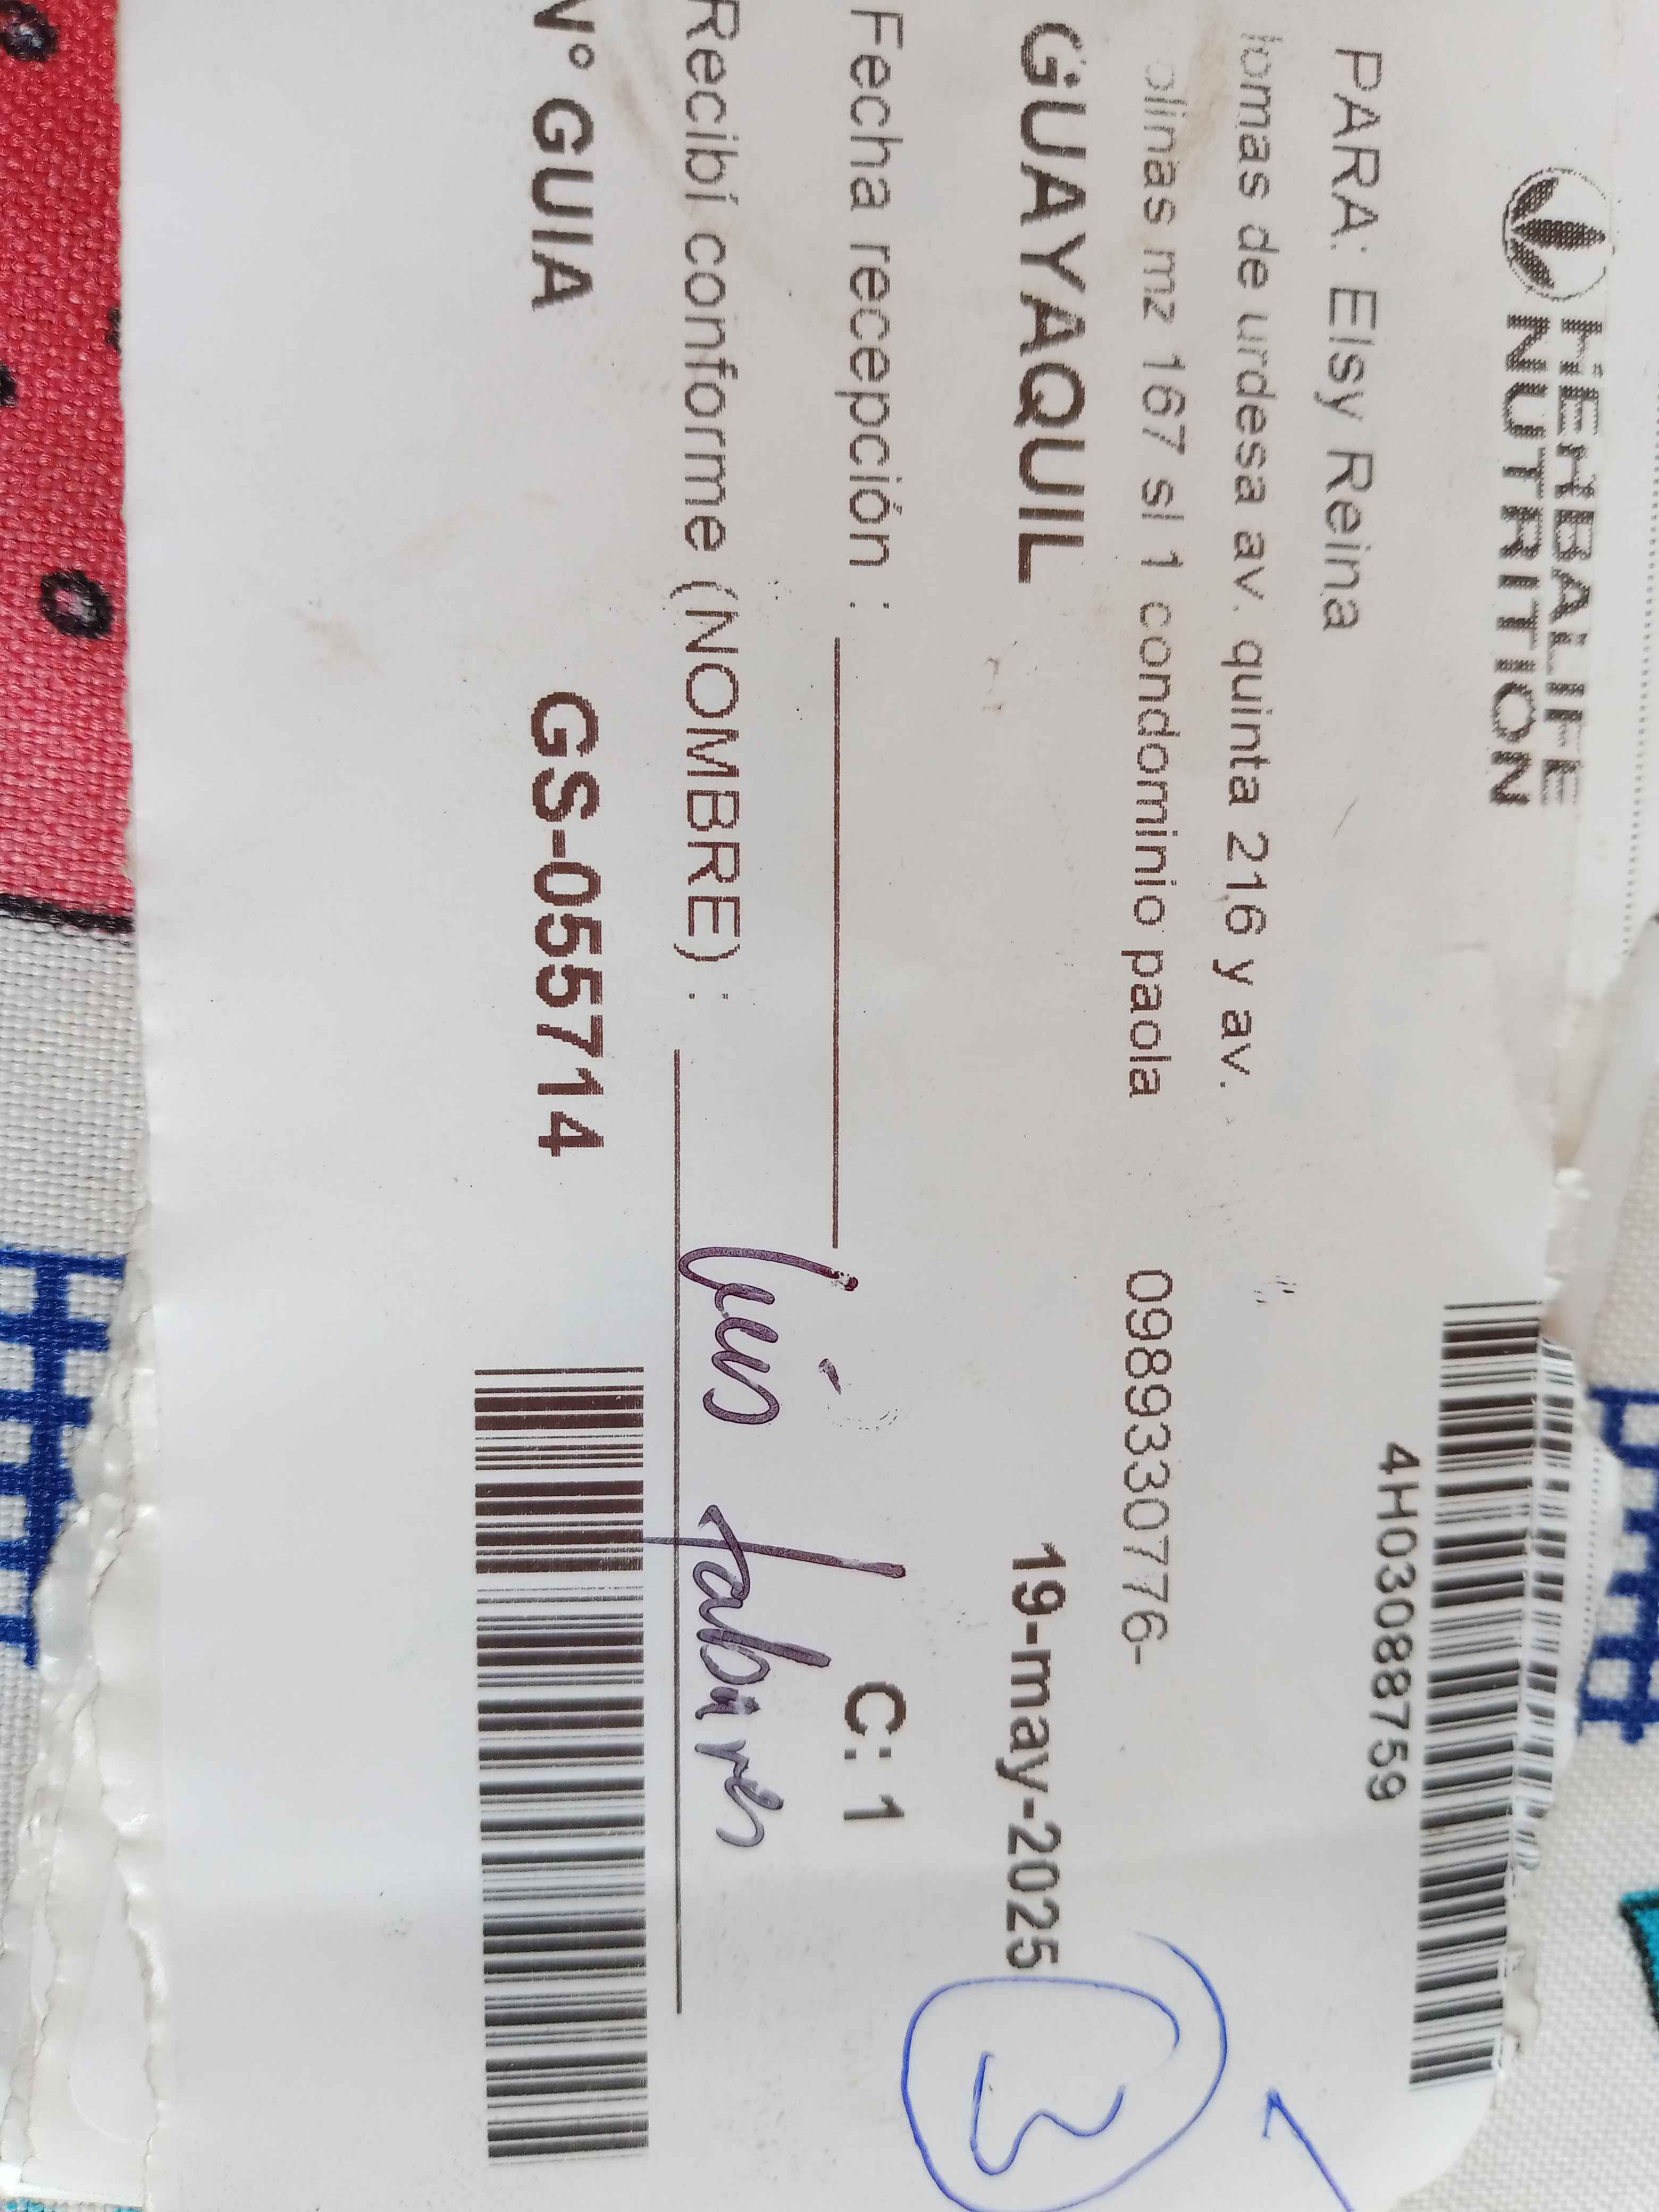 HERBALIFE
NUTRITION
4H03088759
PARA: Elsy Reina
lomas de urdesa av. quinta 216 y av.
olinas mz 167 sl 1 condominio paola 0989330776-
GUAYAQUIL 19-may-2025
3
Fecha recepción : C: 1
Recibí conforme (NOMBRE) : Luis
N° GUIA GS-055714